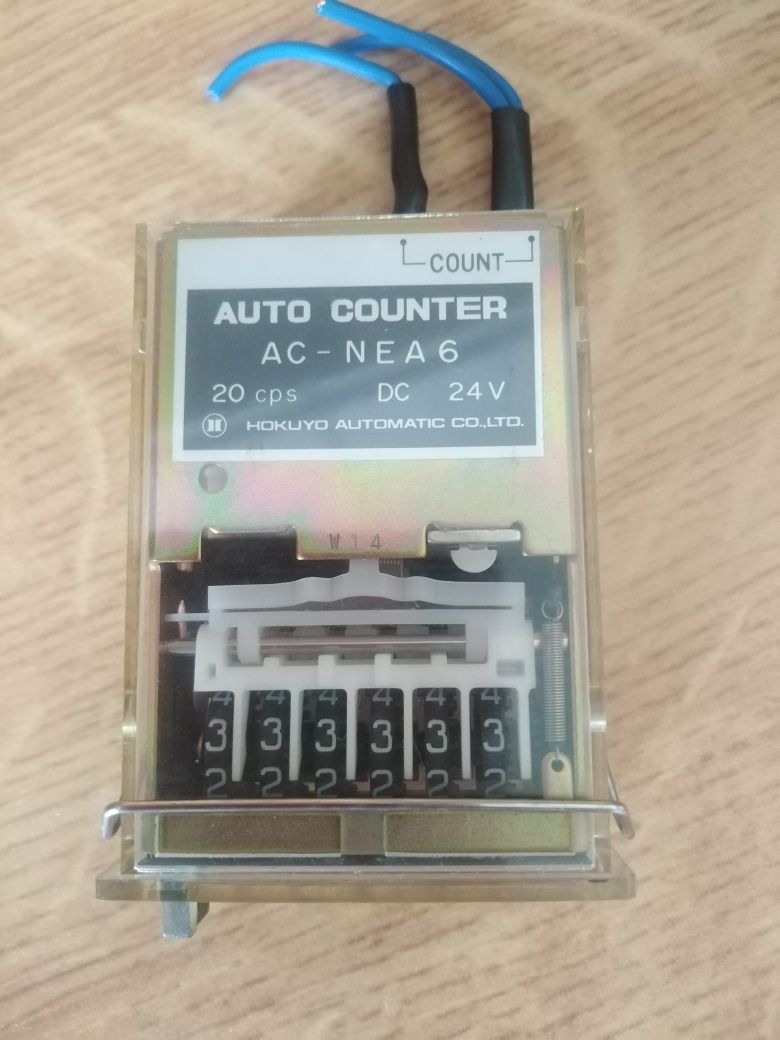 COUNT
AUTO COUNTER
AC-NEA6
20 cps DC 24V
HOKUYO AUTOMATIC CO.,LTD.
W14
4 4 4 4 4 4
3 3 3 3 3 3
2 2 2 2 2 2